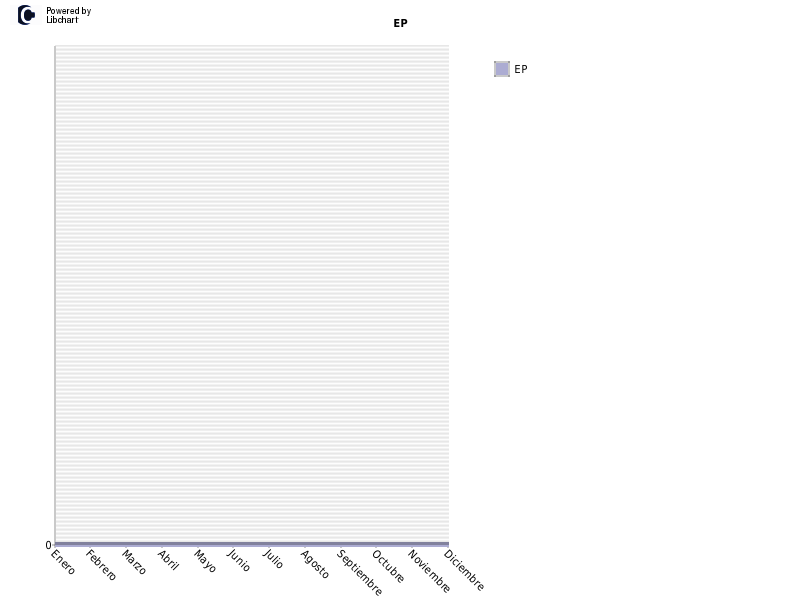 Powered by
Libchart
EP
EP
0
Enero
Febrero
Marzo
Abril
Mayo
Junio
Julio
Agosto
Septiembre
Octubre
Noviembre
Diciembre